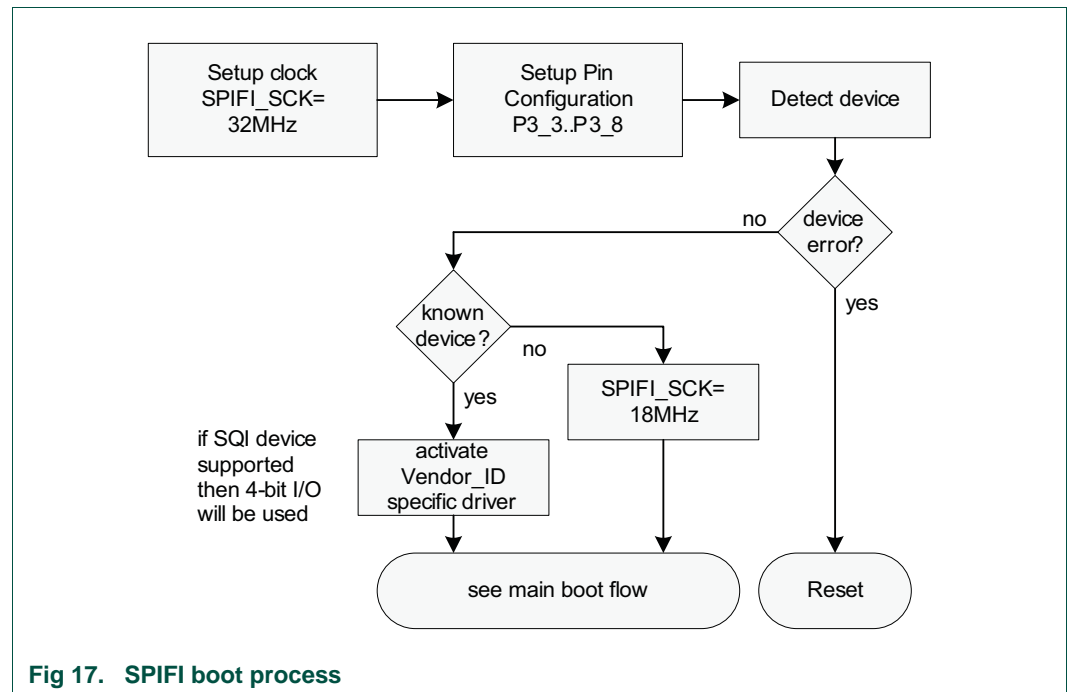 Setup clock
SPIFI_SCK=
32MHz
Setup Pin
Configuration
P3_3..P3_8
Detect device
device
error?
no
yes
known
device?
no
yes
SPIFI_SCK=
18MHz
if SQI device
supported
then 4-bit I/O
will be used
activate
Vendor_ID
specific driver
see main boot flow
Reset
Fig 17. SPIFI boot process